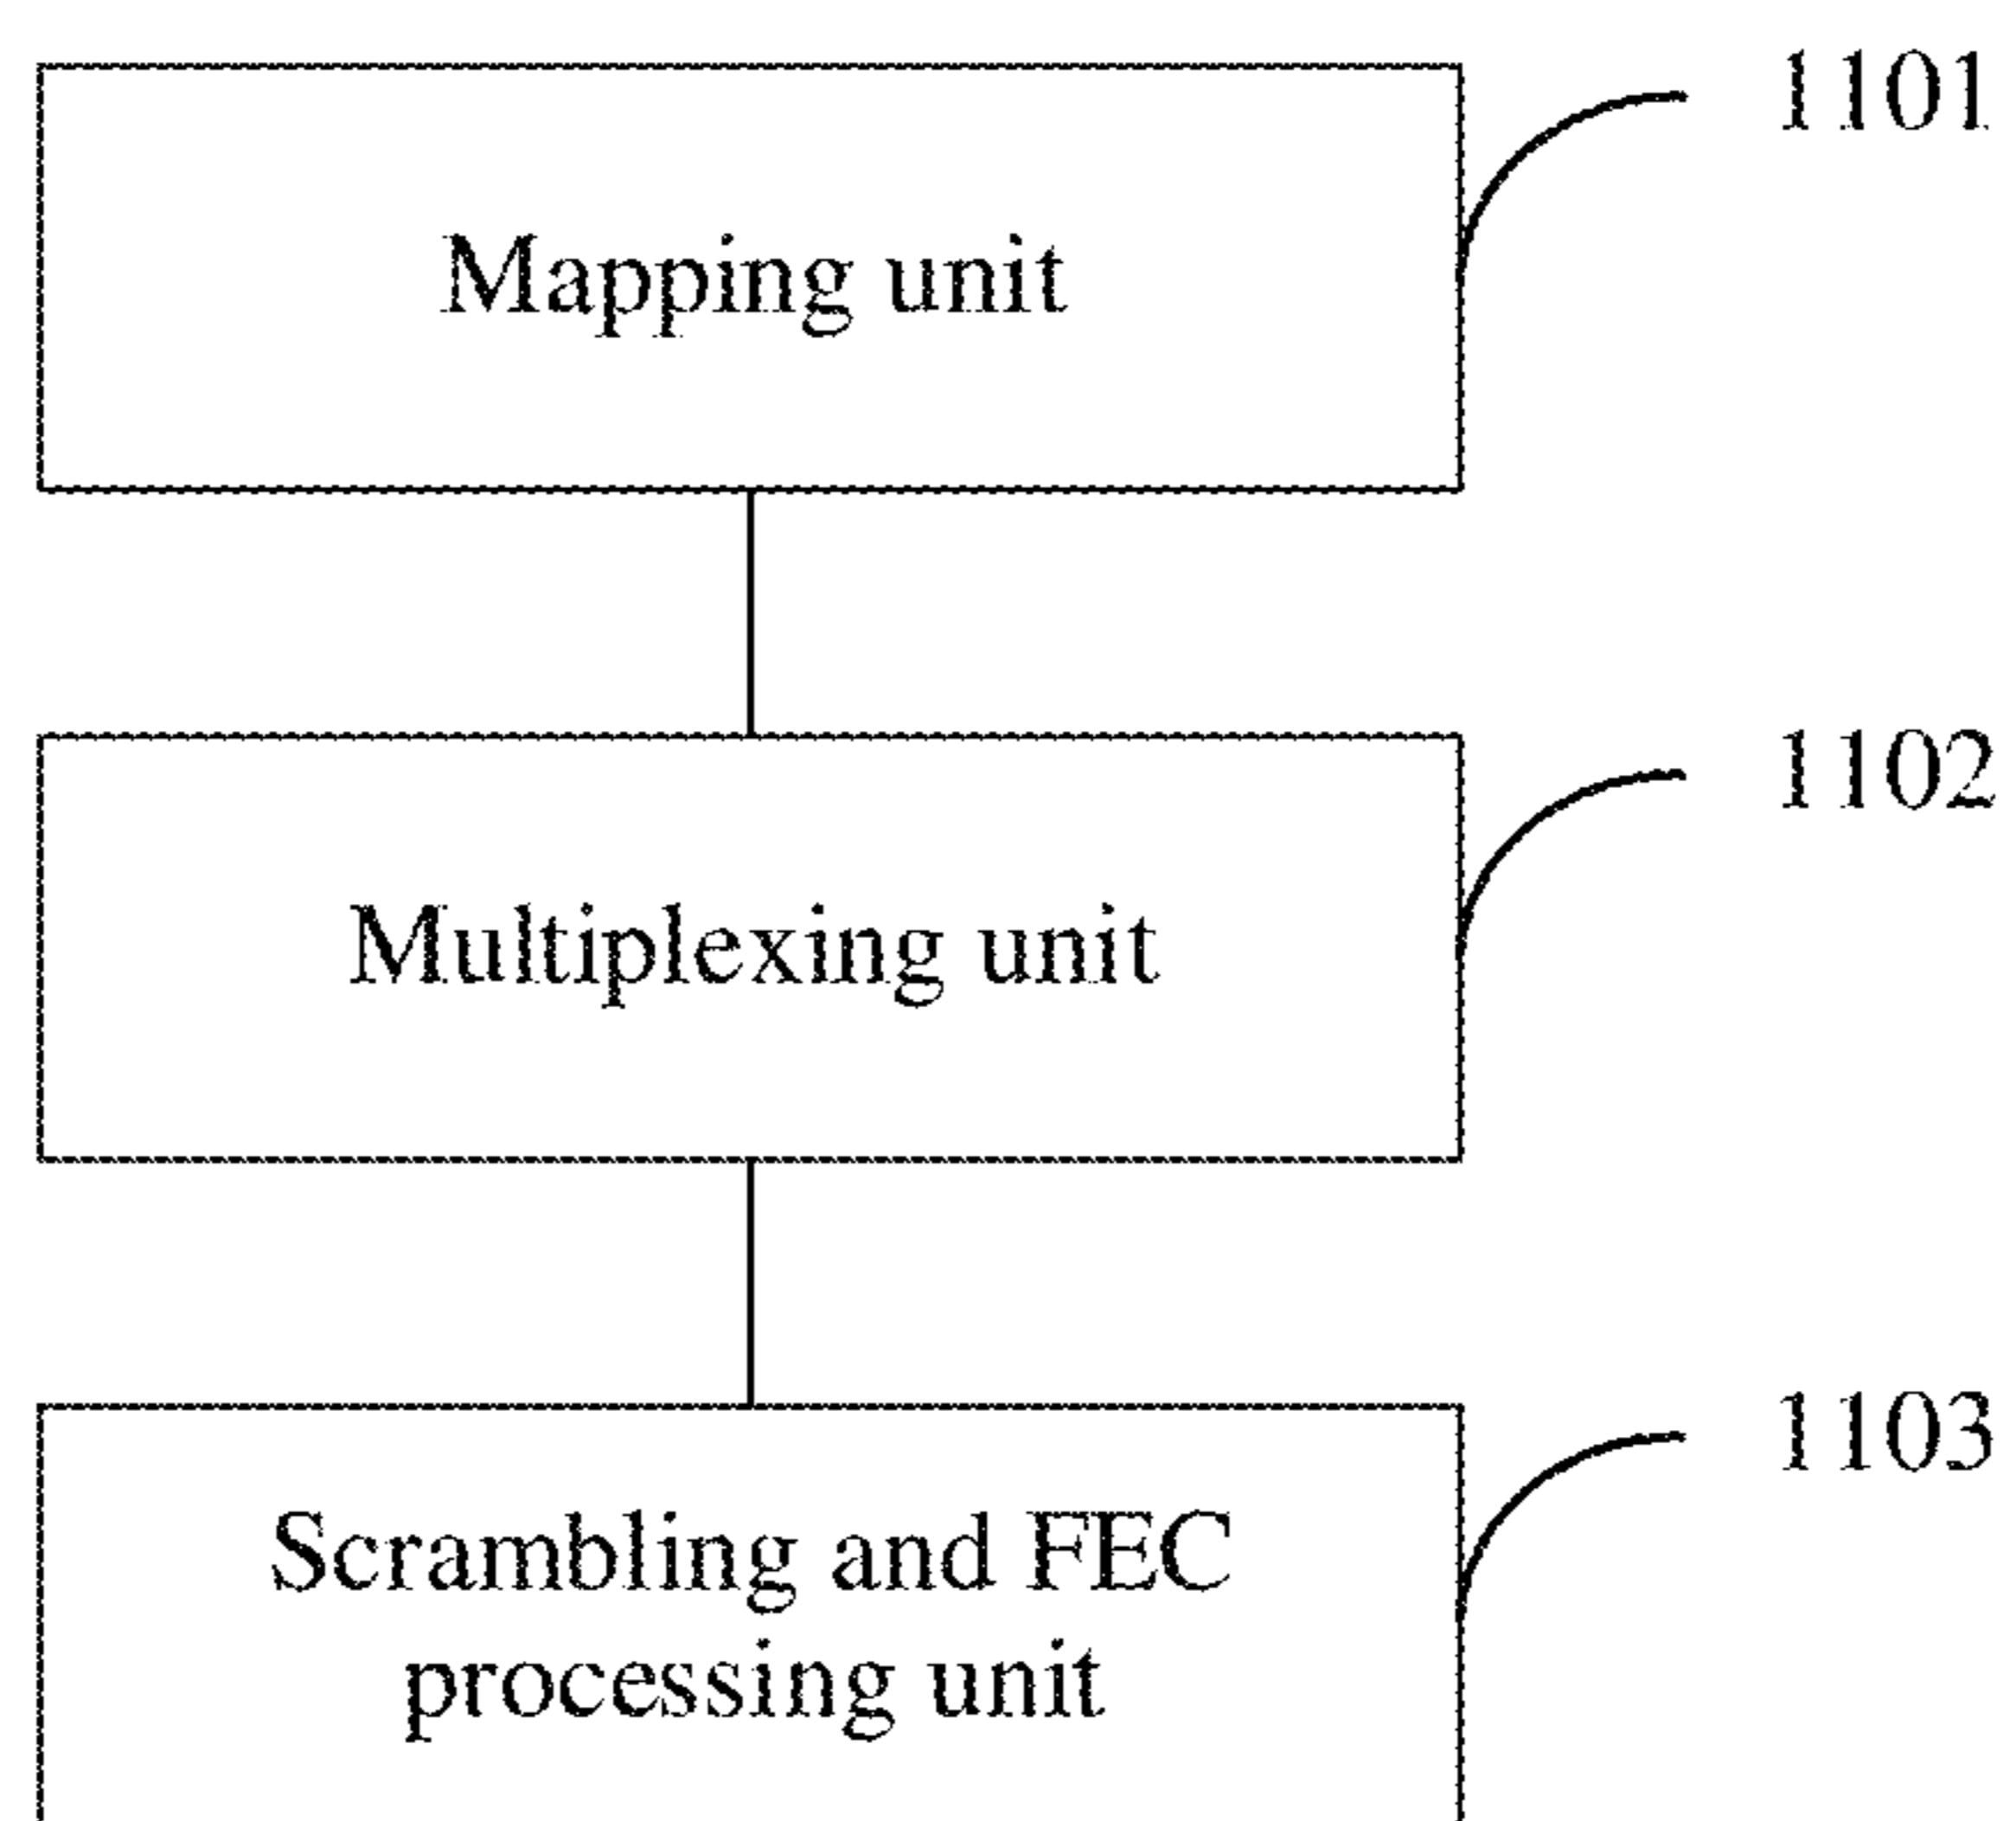 1101
Mapping unit
1102
Multiplexing unit
1103
Scrambling and FEC
processing unit